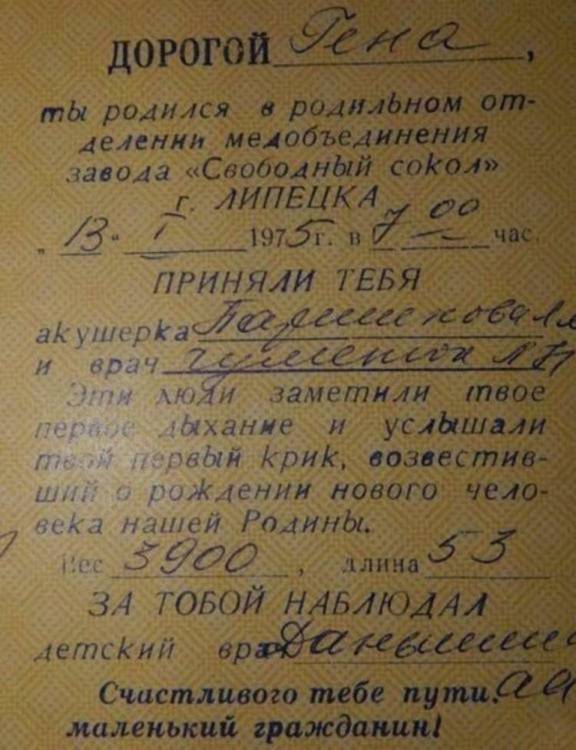 ДОРОГОЙ Гена,
ты родился в родильном от-
делении медобъединения
завода «Свободный сокол»
г. ЛИПЕЦКА
„13“ I 1975г. в 7 00 час.
ПРИНЯЛИ ТЕБЯ
акушерка
и врач
Эти люди заметили твое
первое дыхание и услышали
твой первый крик, возвестив-
ший о рождении нового чело-
века нашей Родины.
Вес 3900, длина 53
ЗА ТОБОЙ НАБЛЮДАЛ
детский врач
Счастливого тебе пути,
маленький гражданин!